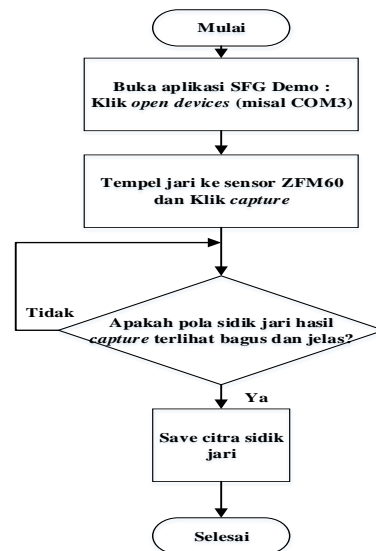 Mulai
Buka aplikasi SFG Demo :
Klik open devices (misal COM3)
Tempel jari ke sensor ZFM60
dan Klik capture
Tidak
Apakah pola sidik jari hasil
capture terlihat bagus dan jelas?
Ya
Save citra sidik
jari
Selesai